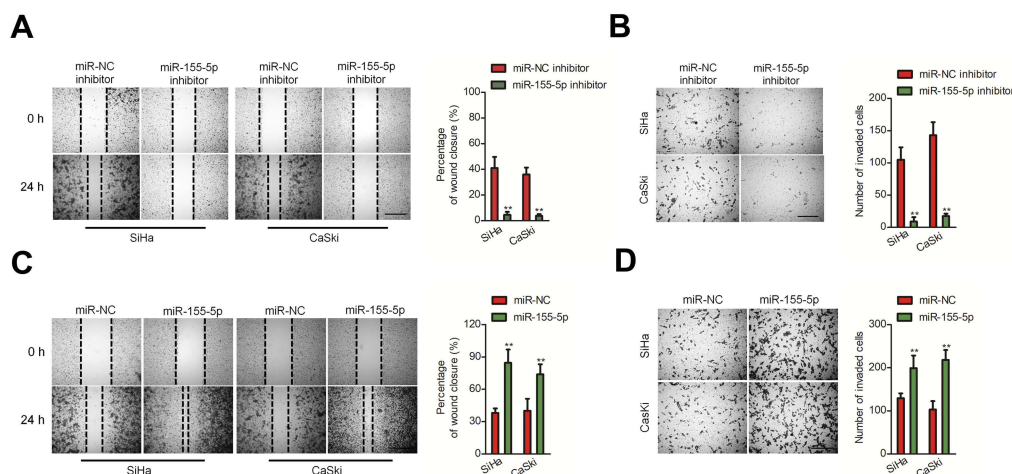 A
miR-NC inhibitor
miR-155-5p inhibitor
miR-NC inhibitor
miR-155-5p inhibitor
0 h
24 h
SiHa
CaSki
miR-NC inhibitor
miR-155-5p inhibitor
Percentage of wound closure (%)
100
80
60
40
20
0
**
**
SiHa
CaSki
B
miR-NC inhibitor
miR-155-5p inhibitor
SiHa
CaSki
miR-NC inhibitor
miR-155-5p inhibitor
Number of invaded cells
200
150
100
50
0
**
**
SiHa
CaSki
C
miR-NC
miR-155-5p
miR-NC
miR-155-5p
0 h
24 h
SiHa
CaSki
miR-NC
miR-155-5p
Percentage of wound closure (%)
120
90
60
30
0
**
**
SiHa
CaSki
D
miR-NC
miR-155-5p
SiHa
CasKi
miR-NC
miR-155-5p
Number of invaded cells
300
200
100
0
**
**
SiHa
CaSki